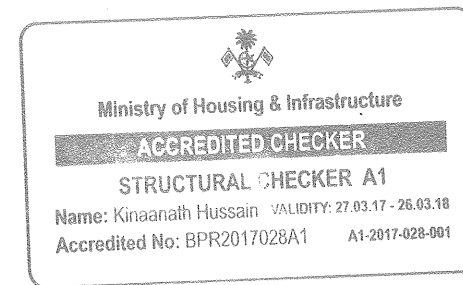 Ministry of Housing & Infrastructure
ACCREDITED CHECKER
STRUCTURAL CHECKER A1
Name: Kinaanath Hussain VALIDITY: 27.03.17 - 26.03.18
Accredited No: BPR2017028A1 A1-2017-028-001